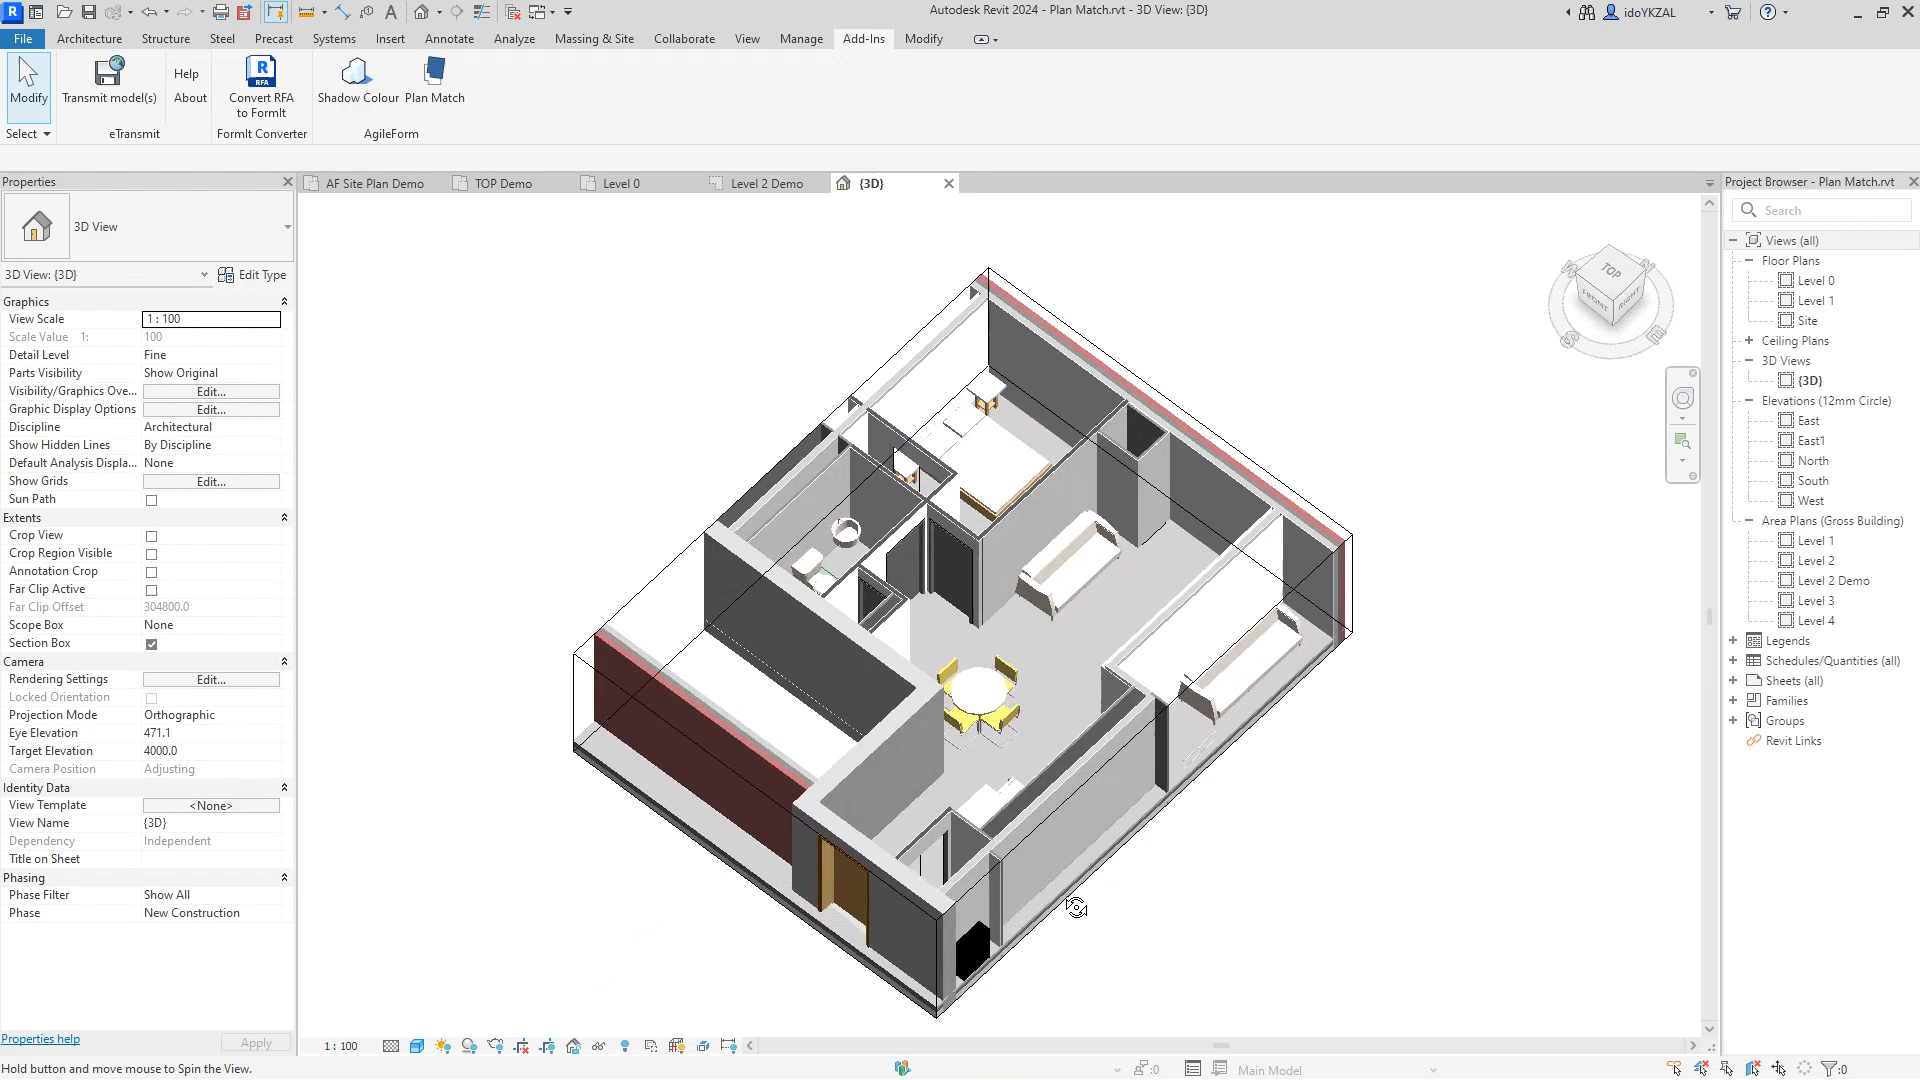 Autodesk Revit 2024 - Plan Match.rvt - 3D View: {3D}
idoYKZAL
File
Architecture
Structure
Steel
Precast
Systems
Insert
Annotate
Analyze
Massing & Site
Collaborate
View
Manage
Add-Ins
Modify
Modify
Transmit model(s)
Help
About
Convert RFA
to FormIt
Shadow Colour
Plan Match
Select
eTransmit
FormIt Converter
AgileForm
Properties
AF Site Plan Demo
TOP Demo
Level 0
Level 2 Demo
{3D}
Project Browser - Plan Match.rvt
3D View
Search
3D View: {3D}
Edit Type
Graphics
View Scale 1 : 100
Scale Value 1: 100
Detail Level Fine
Parts Visibility Show Original
Visibility/Graphics Ove... Edit...
Graphic Display Options Edit...
Discipline Architectural
Show Hidden Lines By Discipline
Default Analysis Displa... None
Show Grids Edit...
Sun Path
Extents
Crop View
Crop Region Visible
Annotation Crop
Far Clip Active
Far Clip Offset 304800.0
Scope Box None
Section Box
Camera
Rendering Settings Edit...
Locked Orientation
Projection Mode Orthographic
Eye Elevation 471.1
Target Elevation 4000.0
Camera Position Adjusting
Identity Data
View Template <None>
View Name {3D}
Dependency Independent
Title on Sheet
Phasing
Phase Filter Show All
Phase New Construction
Properties help
Apply
TOP
FRONT
RIGHT
S
E
Views (all)
Floor Plans
Level 0
Level 1
Site
Ceiling Plans
3D Views
{3D}
Elevations (12mm Circle)
East
East1
North
South
West
Area Plans (Gross Building)
Level 1
Level 2
Level 2 Demo
Level 3
Level 4
Legends
Schedules/Quantities (all)
Sheets (all)
Families
Groups
Revit Links
1 : 100
Hold button and move mouse to Spin the View.
:0
Main Model
:0